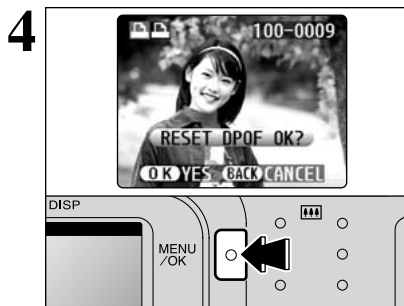 4
100-0009
RESET DPOF OK?
OK YES BACK CANCEL
DISP
MENU
/OK